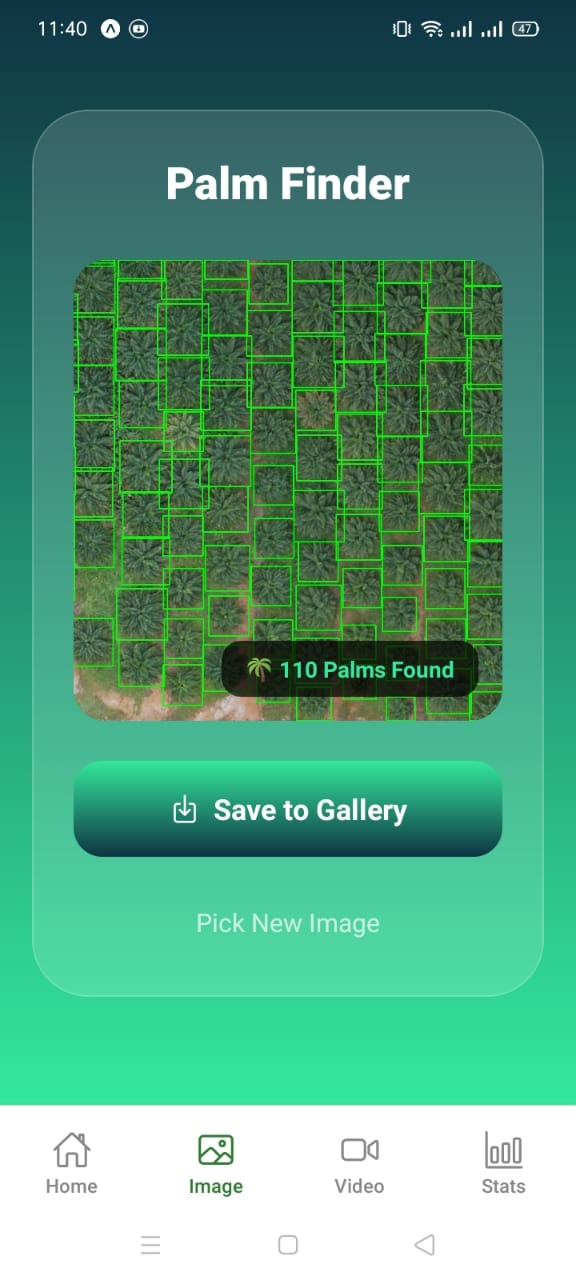 11:40
47
Palm Finder
🌴 110 Palms Found
Save to Gallery
Pick New Image
Home
Image
Video
Stats